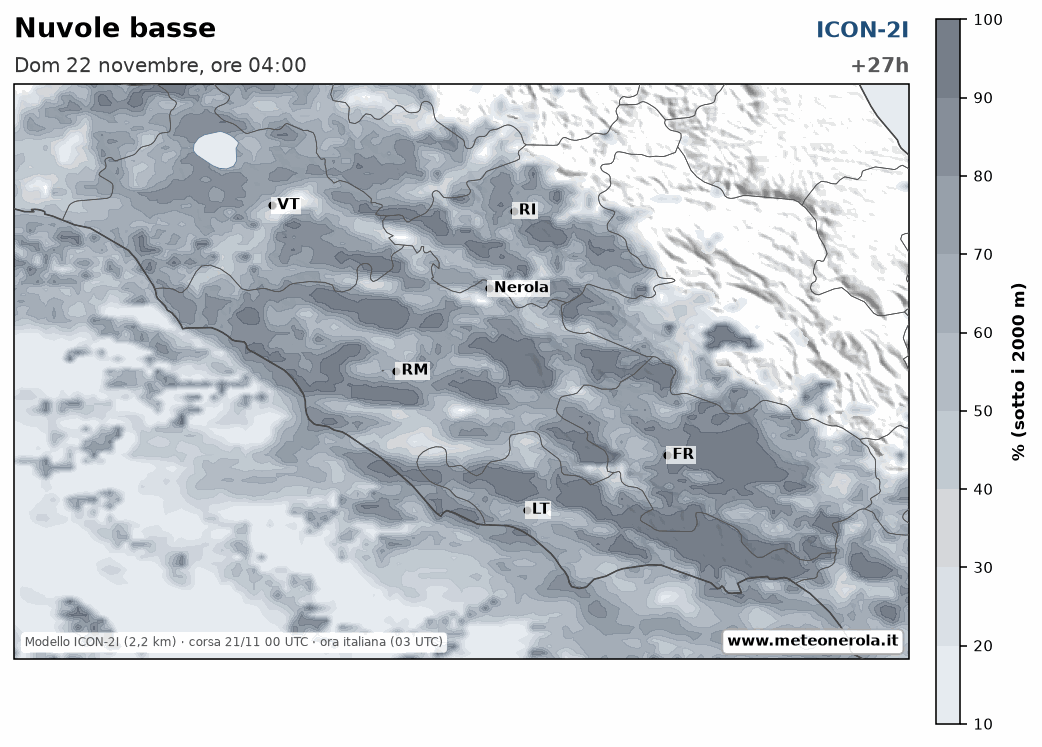 Nuvole basse
ICON-2I
Dom 22 novembre, ore 04:00
+27h
VT
RI
Nerola
RM
FR
LT
Modello ICON-2I (2,2 km) · corsa 21/11 00 UTC · ora italiana (03 UTC)
www.meteonerola.it
100
90
80
70
60
50
40
30
20
10
% (sotto i 2000 m)